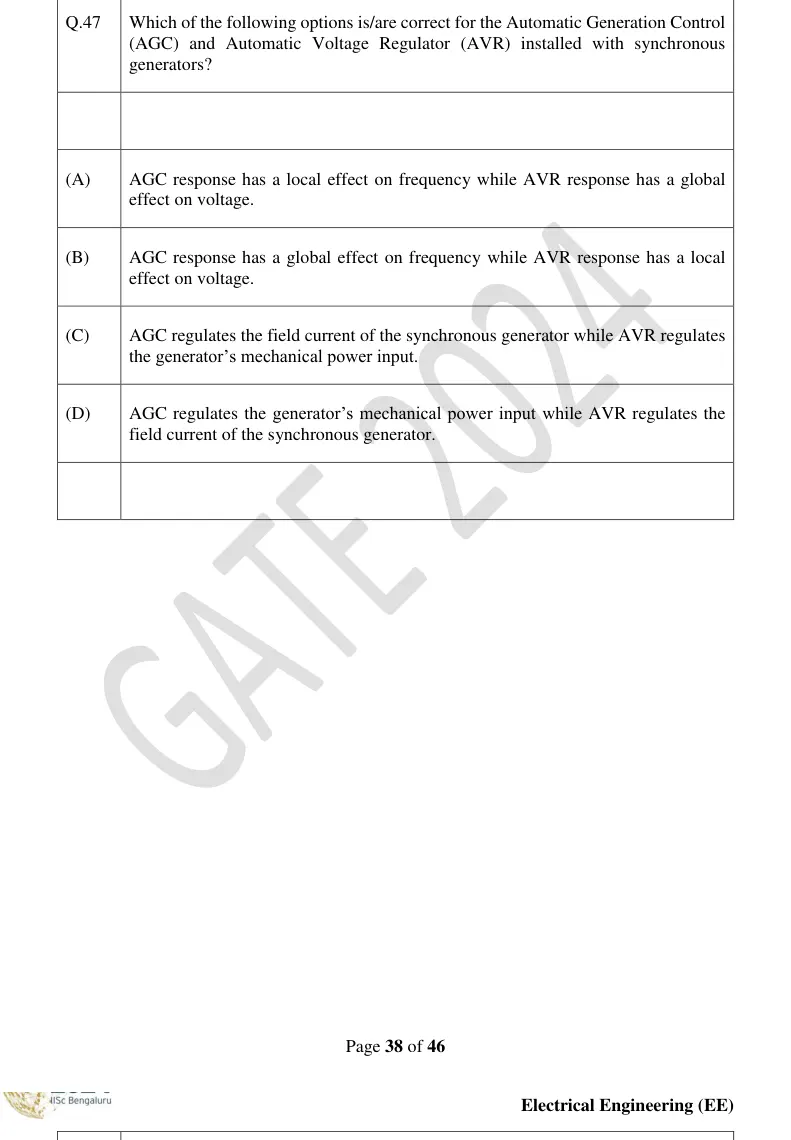 Q.47 Which of the following options is/are correct for the Automatic Generation Control
(AGC) and Automatic Voltage Regulator (AVR) installed with synchronous
generators?
(A) AGC response has a local effect on frequency while AVR response has a global
effect on voltage.
(B) AGC response has a global effect on frequency while AVR response has a local
effect on voltage.
(C) AGC regulates the field current of the synchronous generator while AVR regulates
the generator’s mechanical power input.
(D) AGC regulates the generator’s mechanical power input while AVR regulates the
field current of the synchronous generator.
GATE 2024
Page 38 of 46
IISc Bengaluru
Electrical Engineering (EE)